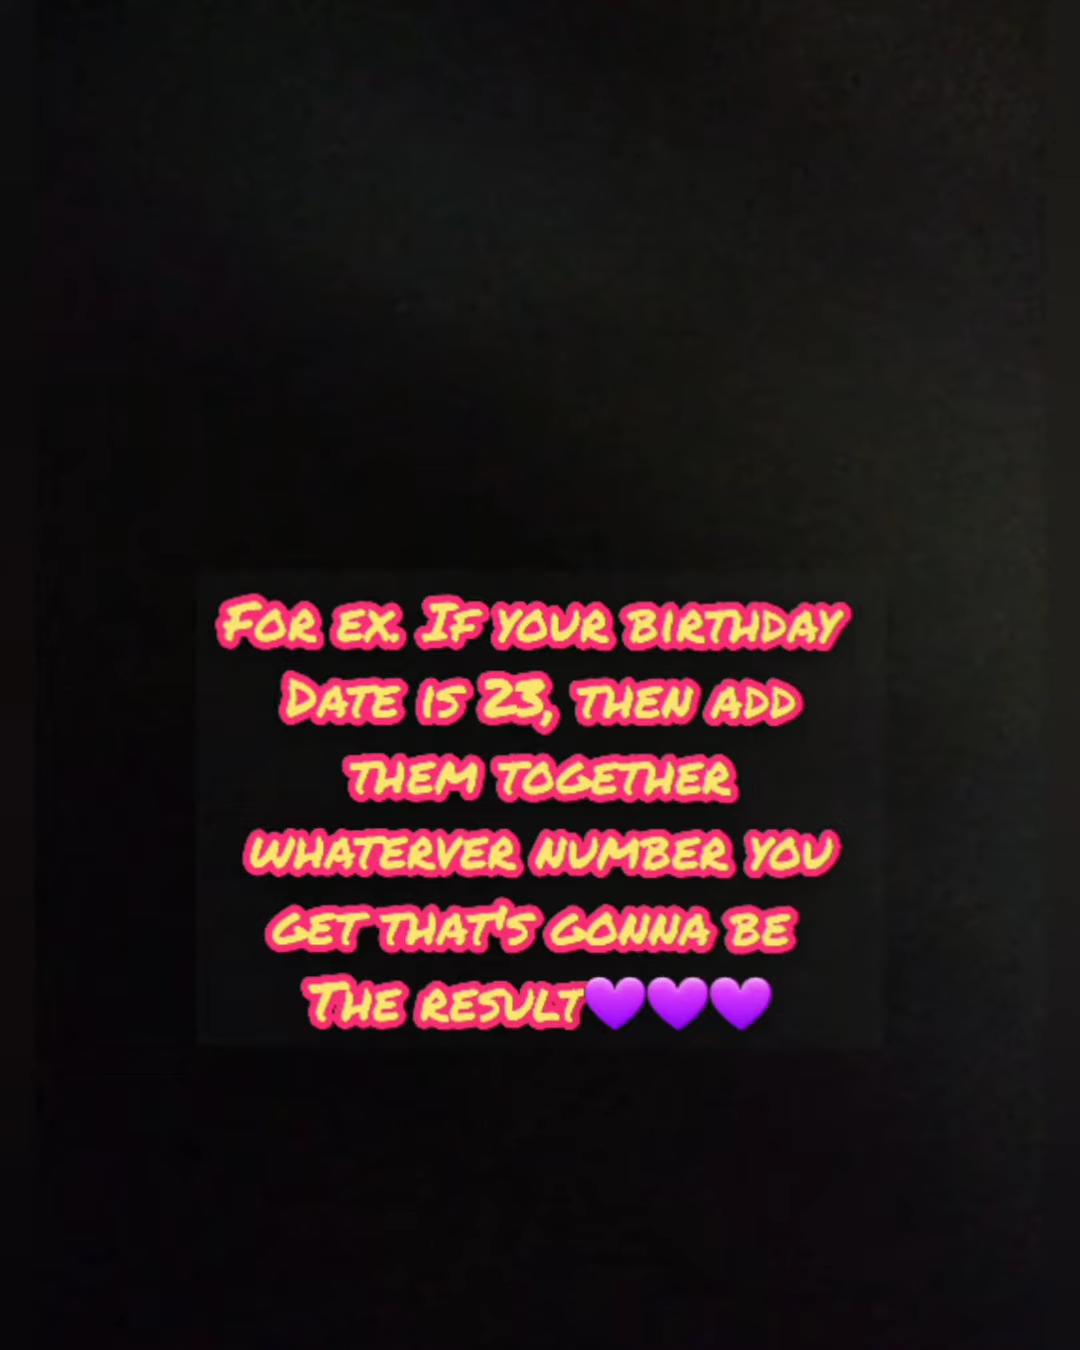 For ex. If your birthday
Date is 23, then add
them together
whaterver number you
get that's gonna be
The result💜💜💜